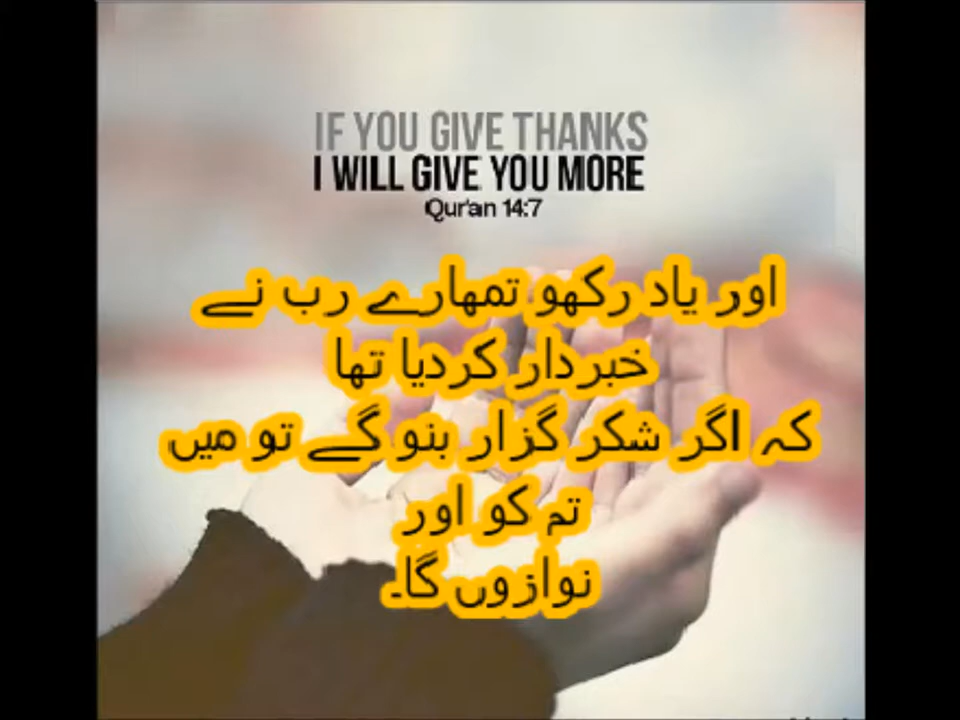 IF YOU GIVE THANKS
I WILL GIVE YOU MORE
Qur'an 14:7
اور یاد رکھو تمھارے رب نے
خبردار کردیا تھا
کہ اگر شکر گزار بنو گے تو میں
تم کو اور
نوازوں گا۔